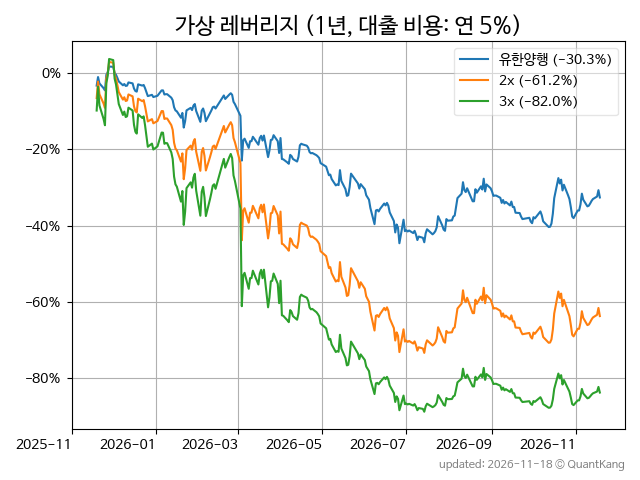 가상 레버리지 (1년, 대출 비용: 연 5%)
유한양행 (−30.3%)
2x (−61.2%)
3x (−82.0%)
0%
−20%
−40%
−60%
−80%
2025−11 2026−01 2026−03 2026−05 2026−07 2026−09 2026−11
updated: 2026-11-18 © QuantKang